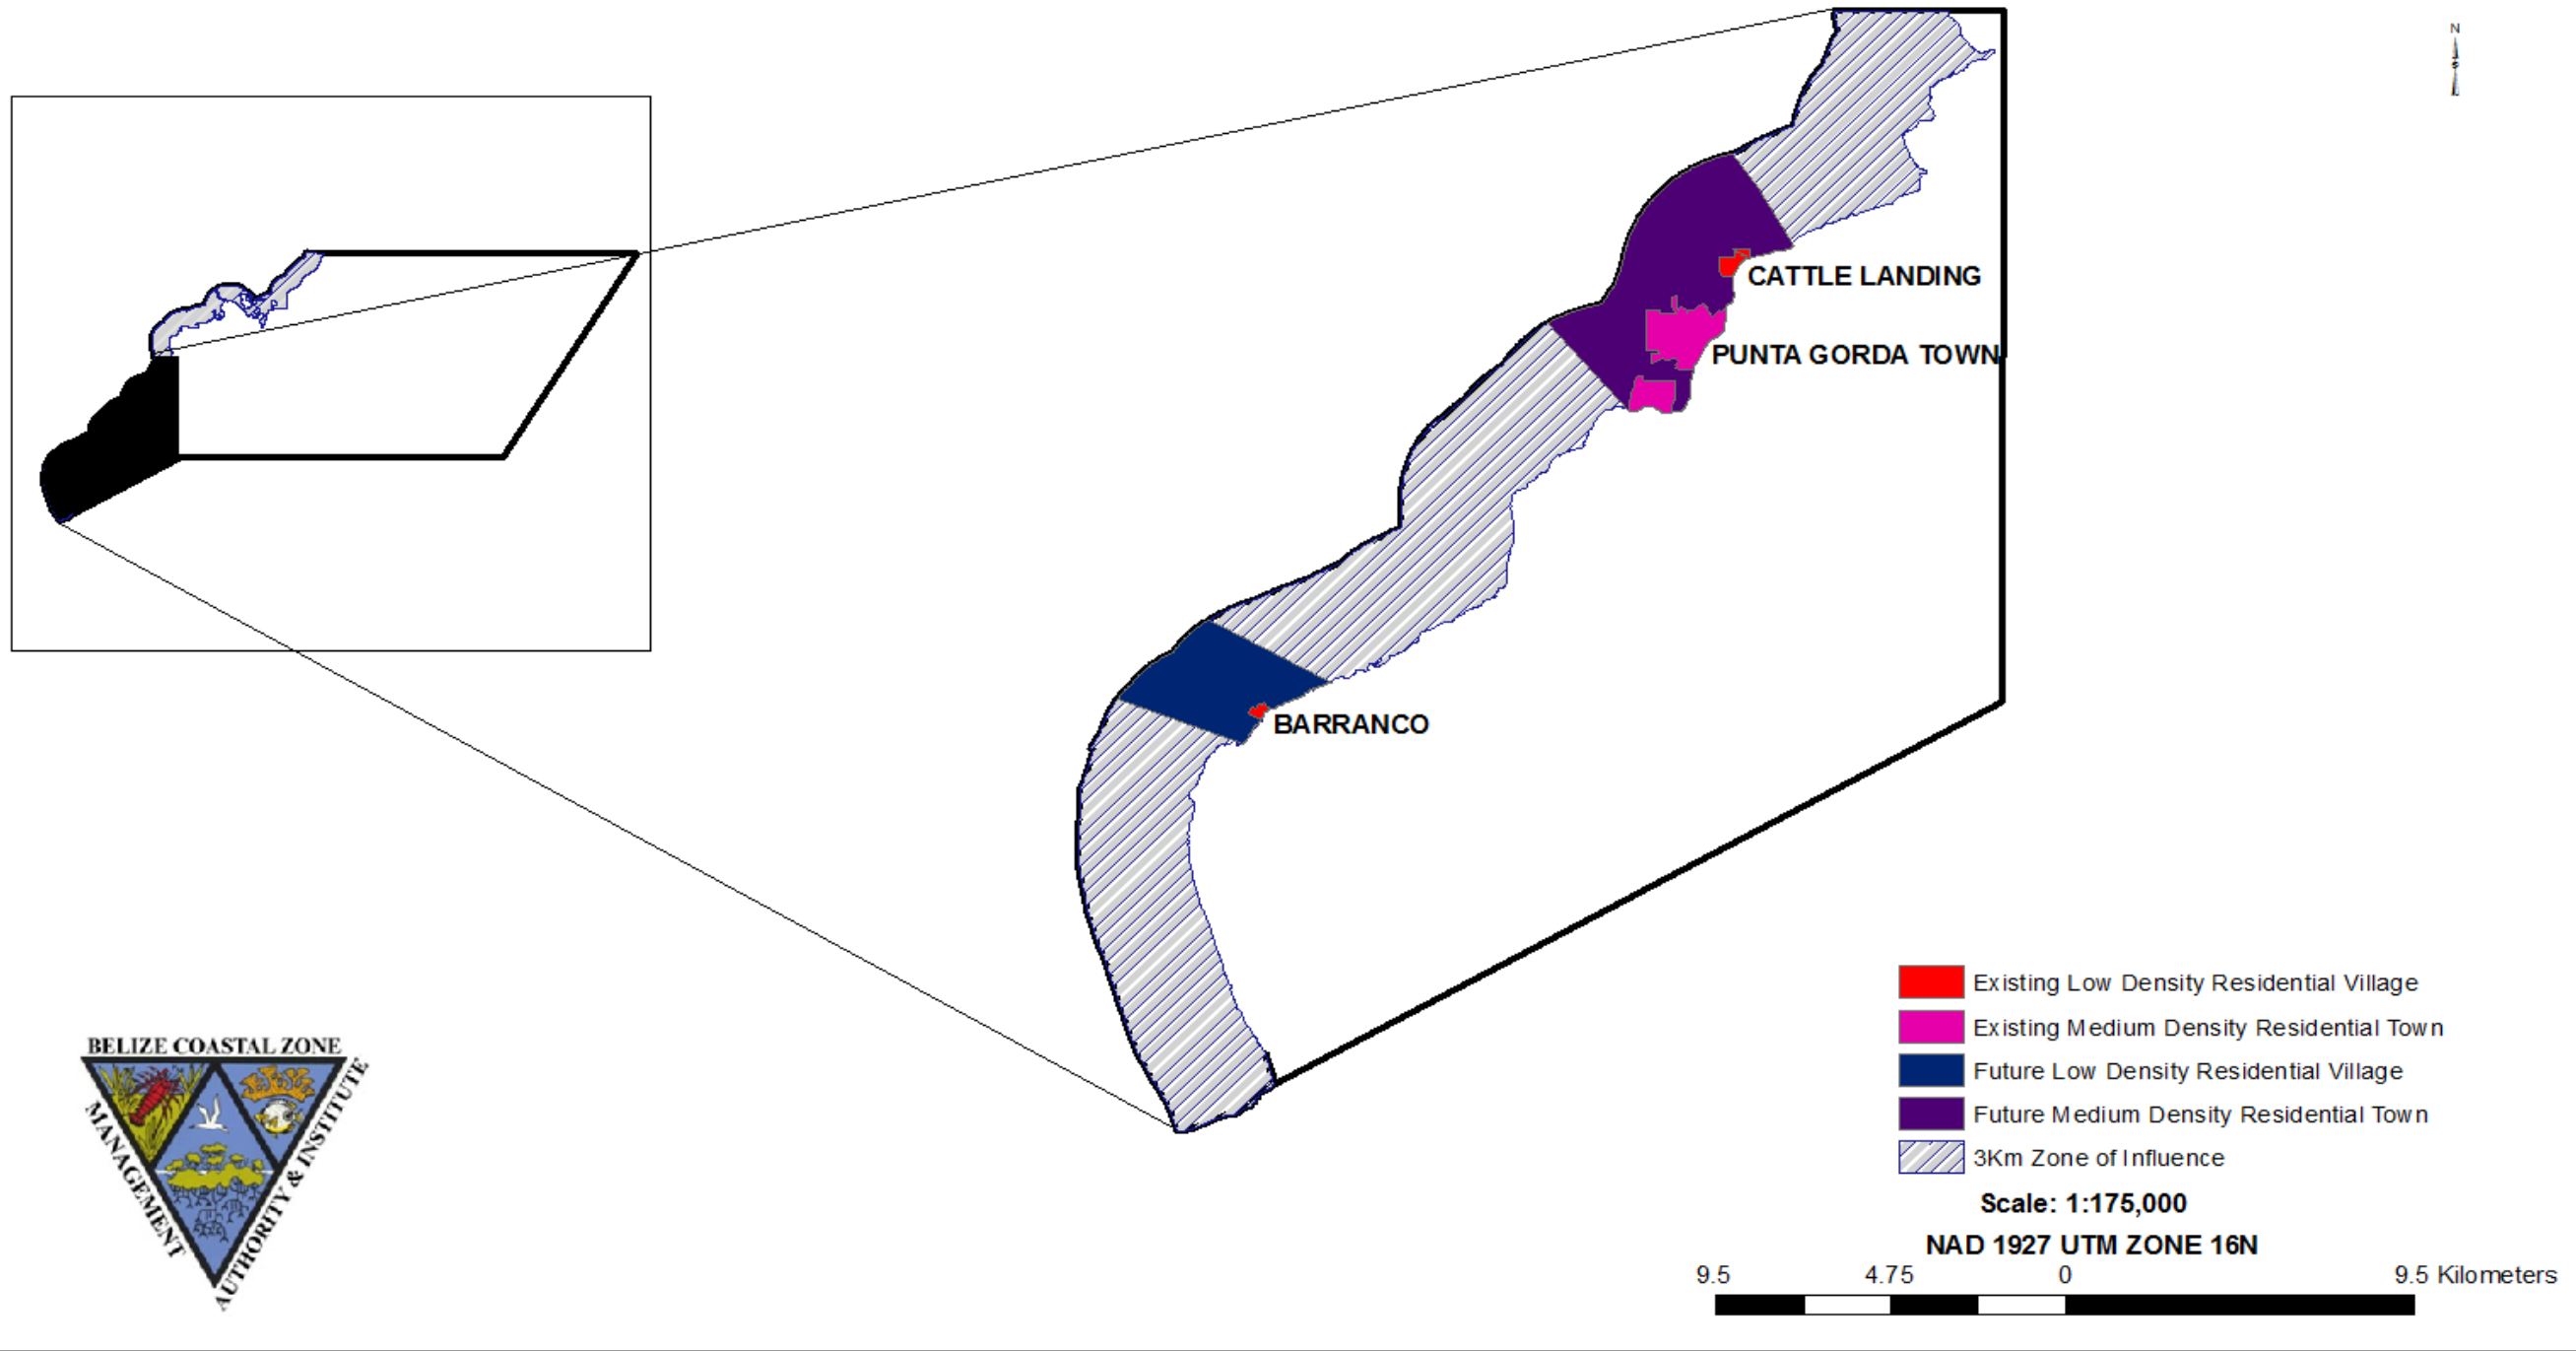 N
CATTLE LANDING
PUNTA GORDA TOWN
BARRANCO
Existing Low Density Residential Village
Existing Medium Density Residential Town
Future Low Density Residential Village
Future Medium Density Residential Town
3Km Zone of Influence
Scale: 1:175,000
NAD 1927 UTM ZONE 16N
9.5 4.75 0 9.5 Kilometers
BELIZE COASTAL ZONE
MANAGEMENT
AUTHORITY & INSTITUTE